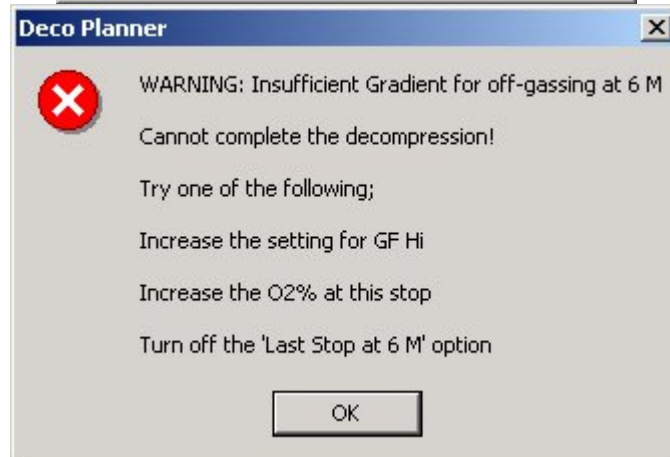 Deco Planner
WARNING: Insufficient Gradient for off-gassing at 6 M
Cannot complete the decompression!
Try one of the following;
Increase the setting for GF Hi
Increase the O2% at this stop
Turn off the 'Last Stop at 6 M' option
OK